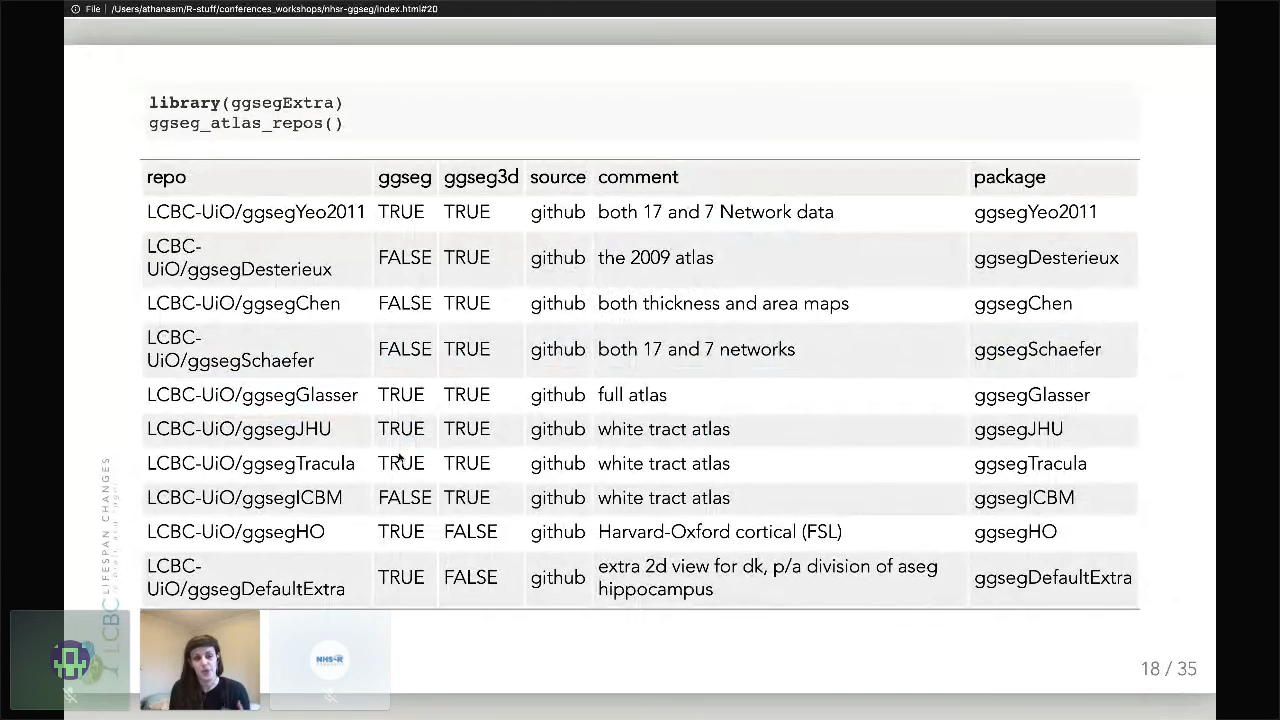 File /Users/athanasm/R-stuff/conferences_workshops/nhsr-ggseg/index.html#20
library(ggsegExtra)
ggseg_atlas_repos()
repo ggseg ggseg3d source comment package
LCBC-UiO/ggsegYeo2011 TRUE TRUE github both 17 and 7 Network data ggsegYeo2011
LCBC-
UiO/ggsegDesterieux FALSE TRUE github the 2009 atlas ggsegDesterieux
LCBC-UiO/ggsegChen FALSE TRUE github both thickness and area maps ggsegChen
LCBC-
UiO/ggsegSchaefer FALSE TRUE github both 17 and 7 networks ggsegSchaefer
LCBC-UiO/ggsegGlasser TRUE TRUE github full atlas ggsegGlasser
LCBC-UiO/ggsegJHU TRUE TRUE github white tract atlas ggsegJHU
LCBC-UiO/ggsegTracula TRUE TRUE github white tract atlas ggsegTracula
LCBC-UiO/ggsegICBM FALSE TRUE github white tract atlas ggsegICBM
LCBC-UiO/ggsegHO TRUE FALSE github Harvard-Oxford cortical (FSL) ggsegHO
LCBC-
UiO/ggsegDefaultExtra TRUE FALSE github extra 2d view for dk, p/a division of aseg
hippocampus ggsegDefaultExtra
LCBC
LIFESPAN CHANGES
NHS-R
18 / 35